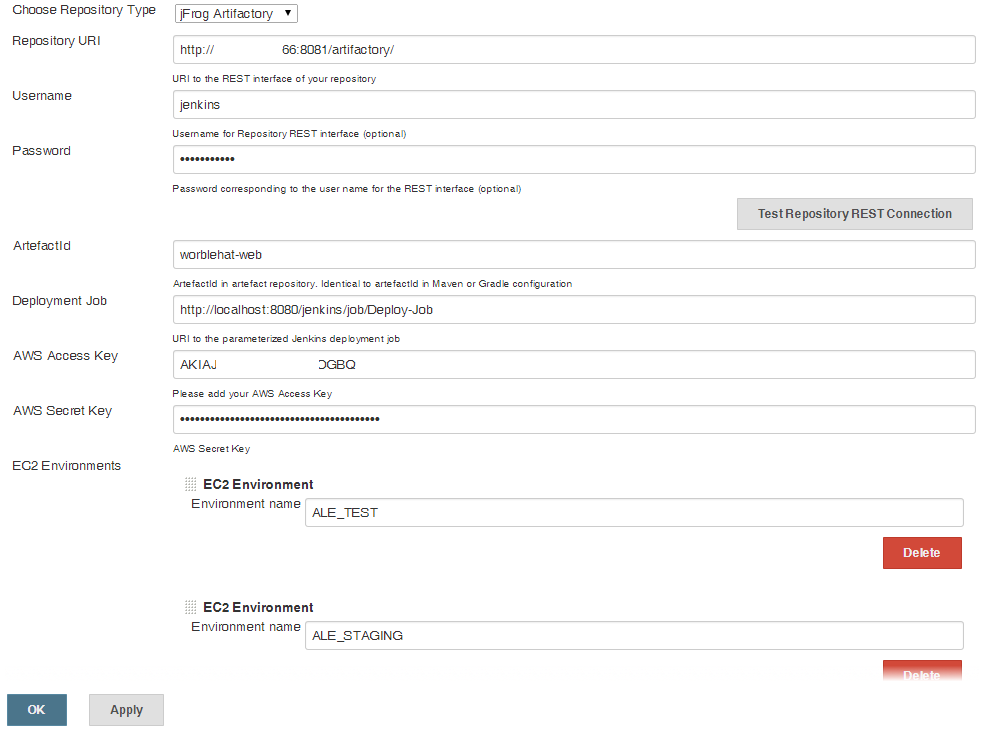 Choose Repository Type jFrog Artifactory
Repository URI
http:// 66:8081/artifactory/
URI to the REST interface of your repository
Username
jenkins
Username for Repository REST interface (optional)
Password
•••••••••••
Password corresponding to the user name for the REST interface (optional)
Test Repository REST Connection
ArtefactId
worblehat-web
ArtefactId in artefact repository. Identical to artefactId in Maven or Gradle configuration
Deployment Job
http://localhost:8080/jenkins/job/Deploy-Job
URI to the parameterized Jenkins deployment job
AWS Access Key
AKIAJ OGBQ
Please add your AWS Access Key
AWS Secret Key
••••••••••••••••••••••••••••••••••••••••
AWS Secret Key
EC2 Environments
EC2 Environment
Environment name ALE_TEST
Delete
EC2 Environment
Environment name ALE_STAGING
Delete
OK Apply